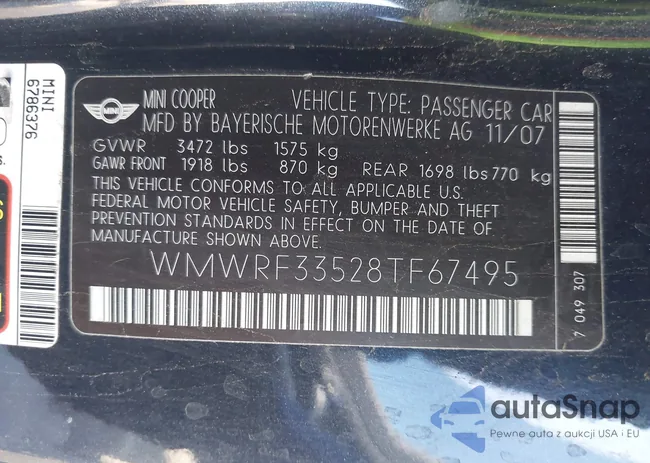 MINI
6786376
MINI
MINI COOPER
VEHICLE TYPE: PASSENGER CAR
MFD BY BAYERISCHE MOTORENWERKE AG 11/07
GVWR 3472 lbs 1575 kg
GAWR FRONT 1918 lbs 870 kg REAR 1698 lbs 770 kg
THIS VEHICLE CONFORMS TO ALL APPLICABLE U.S.
FEDERAL MOTOR VEHICLE SAFETY, BUMPER AND THEFT
PREVENTION STANDARDS IN EFFECT ON THE DATE OF
MANUFACTURE SHOWN ABOVE.
WMWRF33528TF67495
7 049 307
autaSnap
Pewne auta z aukcji USA i EU